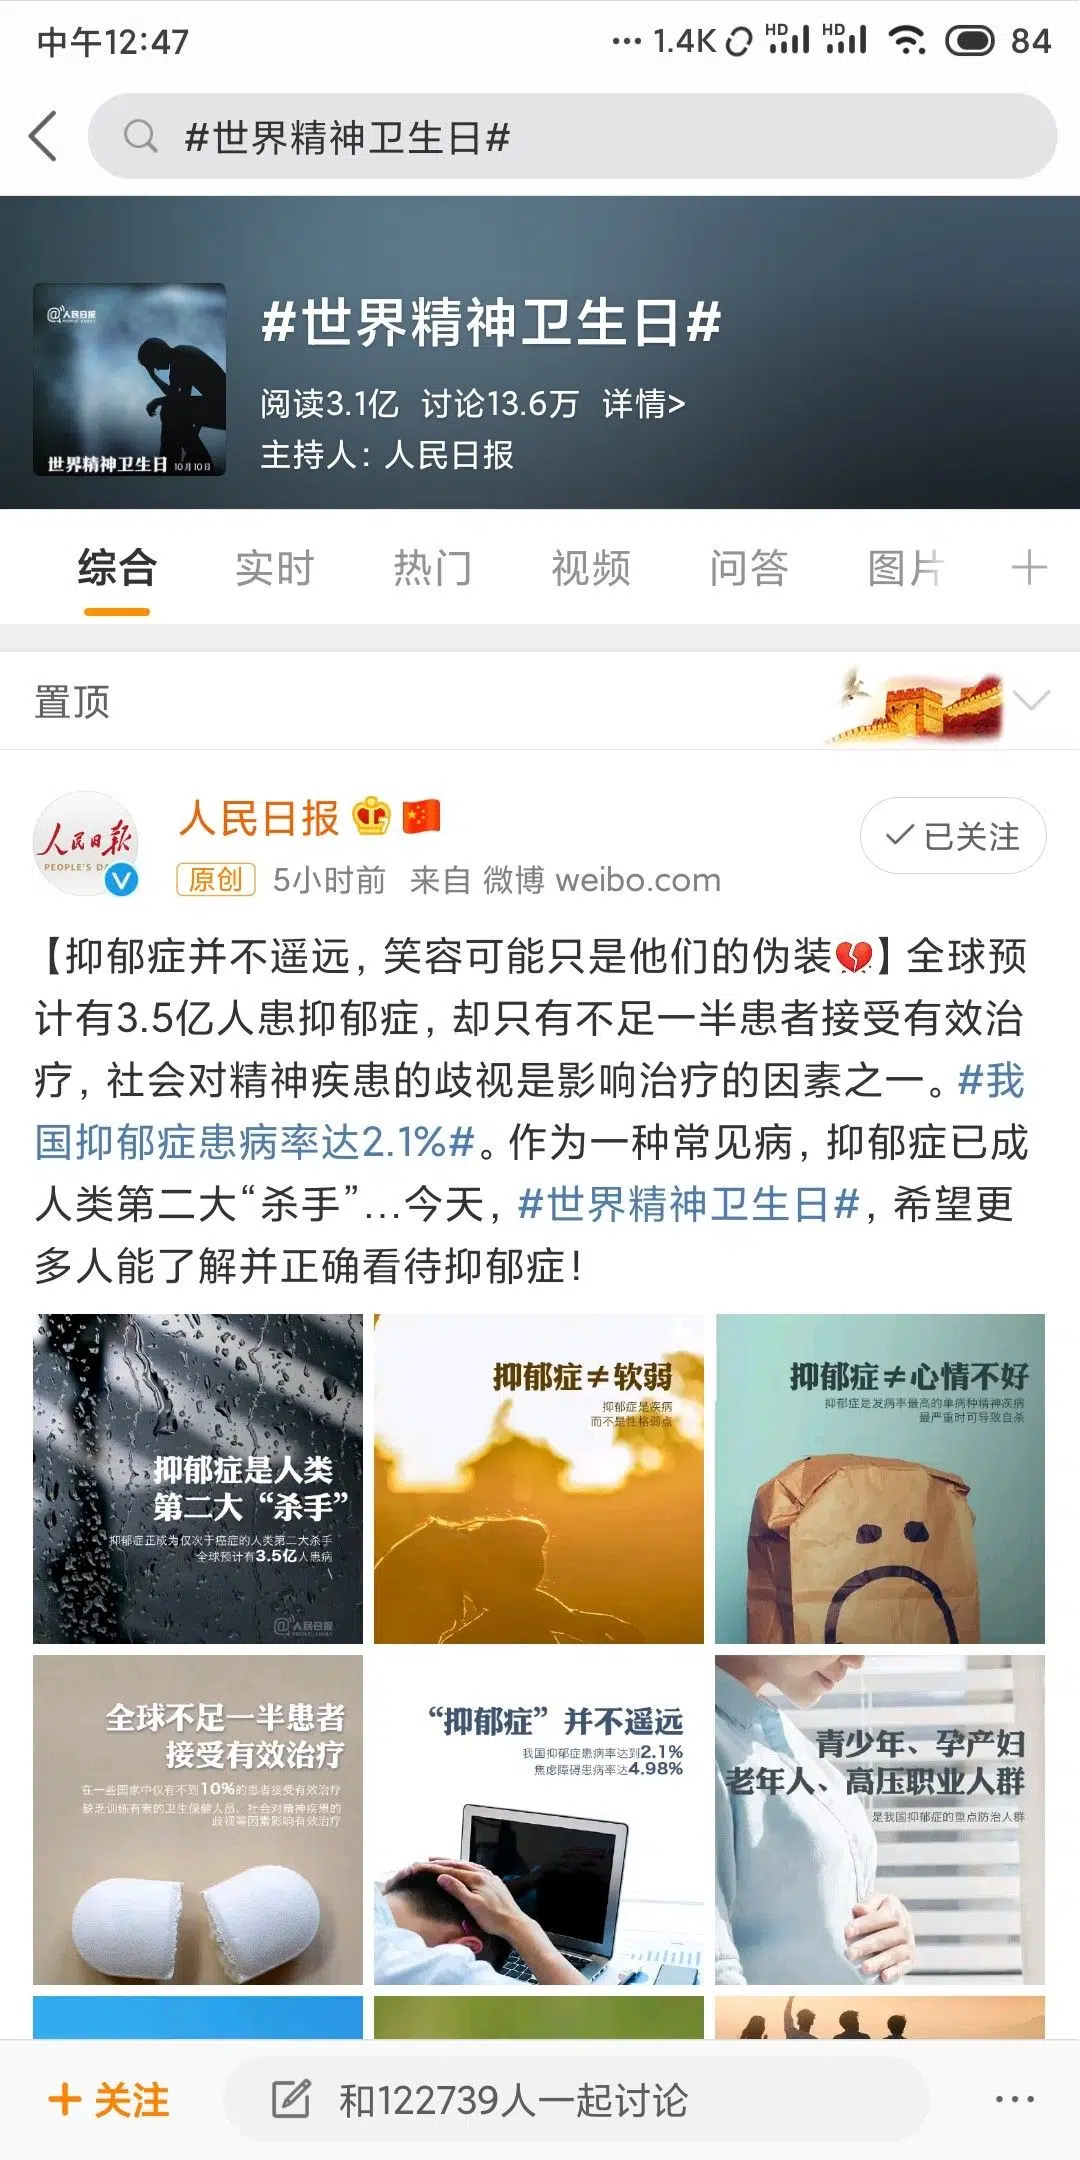 中午12:47
... 1.4K HD HD 84
#世界精神卫生日#
@人民日报
PEOPLE'S DAILY
世界精神卫生日 10月10日
#世界精神卫生日#
阅读3.1亿 讨论13.6万 详情>
主持人：人民日报
综合 实时 热门 视频 问答 图片 +
置顶
人民日报
PEOPLE'S DA
V
人民日报
已关注
原创 5小时前 来自 微博 weibo.com
【抑郁症并不遥远，笑容可能只是他们的伪装💔】全球预
计有3.5亿人患抑郁症，却只有不足一半患者接受有效治
疗，社会对精神疾患的歧视是影响治疗的因素之一。#我
国抑郁症患病率达2.1%#。作为一种常见病，抑郁症已成
人类第二大“杀手”…今天，#世界精神卫生日#，希望更
多人能了解并正确看待抑郁症！
抑郁症是人类
第二大“杀手”
抑郁症正成为仅次于癌症的人类第二大杀手
全球预计有3.5亿人患病
@人民日报
抑郁症≠软弱
抑郁症是疾病
而不是性格弱点
抑郁症≠心情不好
抑郁症是发病率最高的单病种精神疾病
最严重时可导致自杀
全球不足一半患者
接受有效治疗
在一些国家中仅有不到10%的患者接受有效治疗
缺乏训练有素的卫生保健人员、社会对精神疾患的
歧视等因素影响有效治疗
“抑郁症”并不遥远
我国抑郁症患病率达到2.1%
焦虑障碍患病率达4.98%
青少年、孕产妇
老年人、高压职业人群
是我国抑郁症的重点防治人群
+关注
和122739人一起讨论
...